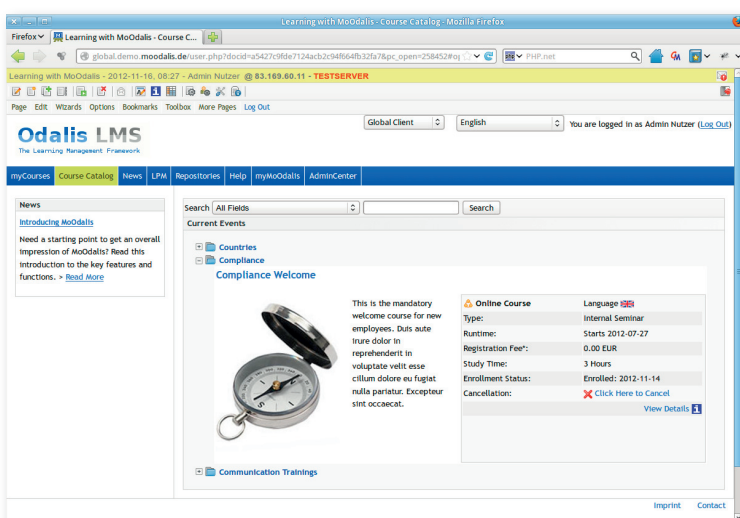 Learning with MoOdalis - Course Catalog - Mozilla Firefox
Firefox
Learning with MoOdalis - Course C...
global.demo.moodalis.de/user.php?docid=a5427c9fde7124acb2c94f664fb32fa7&pc_open=258452#o
PHP.net
Learning with MoOdalis - 2012-11-16, 08:27 - Admin Nutzer @ 83.169.60.11 - TESTSERVER
Page Edit Wizards Options Bookmarks Toolbox More Pages Log Out
Odalis LMS
The Learning Management Framework
Global Client
English
You are logged in as Admin Nutzer (Log Out)
myCourses Course Catalog News LPM Repositories Help myMoOdalis AdminCenter
News
Introducing MoOdalis
Need a starting point to get an overall
impression of MoOdalis? Read this
introduction to the key features and
functions. > Read More
Search All Fields Search
Current Events
Countries
Compliance
Compliance Welcome
This is the mandatory
welcome course for new
employees. Duis aute
irure dolor in
reprehenderit in
voluptate velit esse
cillum dolore eu fugiat
nulla pariatur. Excepteur
sint occaecat.
Online Course Language
Type: Internal Seminar
Runtime: Starts 2012-07-27
Registration Fee*: 0.00 EUR
Study Time: 3 Hours
Enrollment Status: Enrolled: 2012-11-14
Cancellation: Click Here to Cancel
View Details
Communication Trainings
Imprint Contact